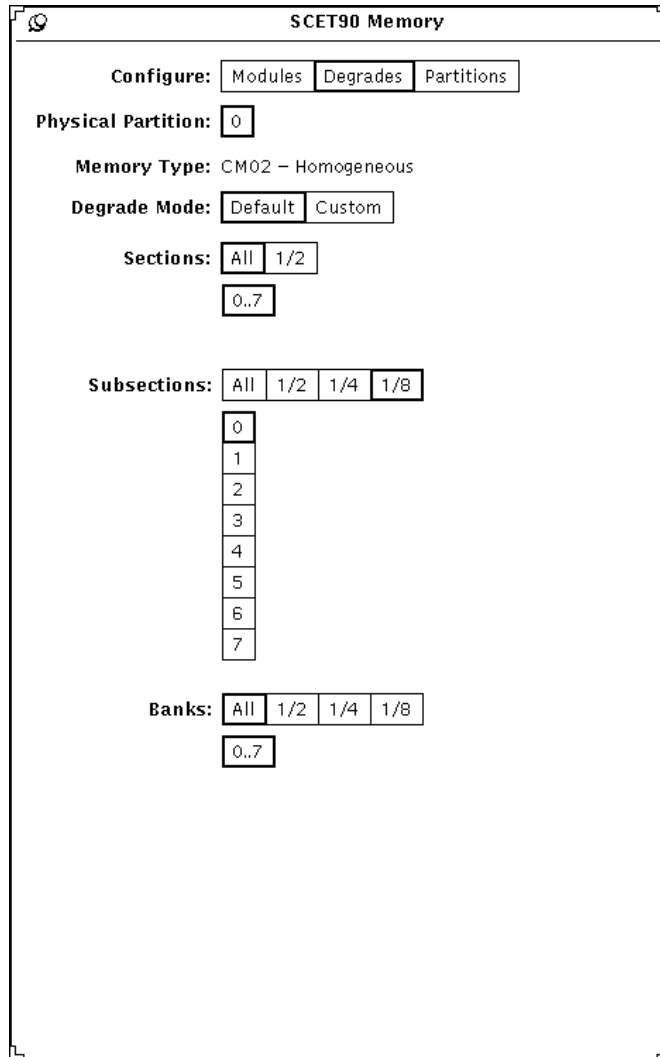 SCET90 Memory
Configure: Modules Degrades Partitions
Physical Partition: 0
Memory Type: CM02 – Homogeneous
Degrade Mode: Default Custom
Sections: All 1/2
0..7
Subsections: All 1/2 1/4 1/8
0
1
2
3
4
5
6
7
Banks: All 1/2 1/4 1/8
0..7